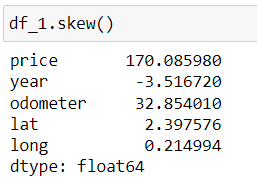 df_1.skew()
price 170.085980
year -3.516720
odometer 32.854010
lat 2.397576
long 0.214994
dtype: float64